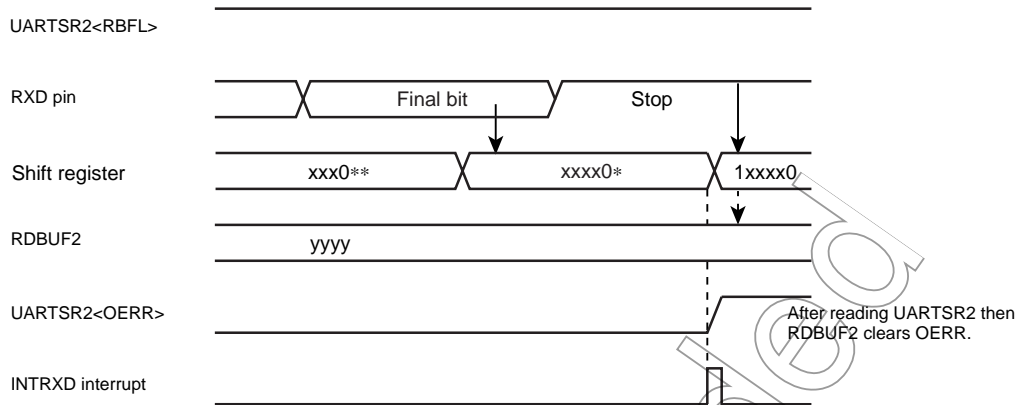 UARTSR2<RBFL>
RXD pin
Final bit
Stop
Shift register
xxx0**
xxxx0*
1xxxx0
RDBUF2
yyyy
UARTSR2<OERR>
After reading UARTSR2 then
RDBUF2 clears OERR.
INTRXD interrupt